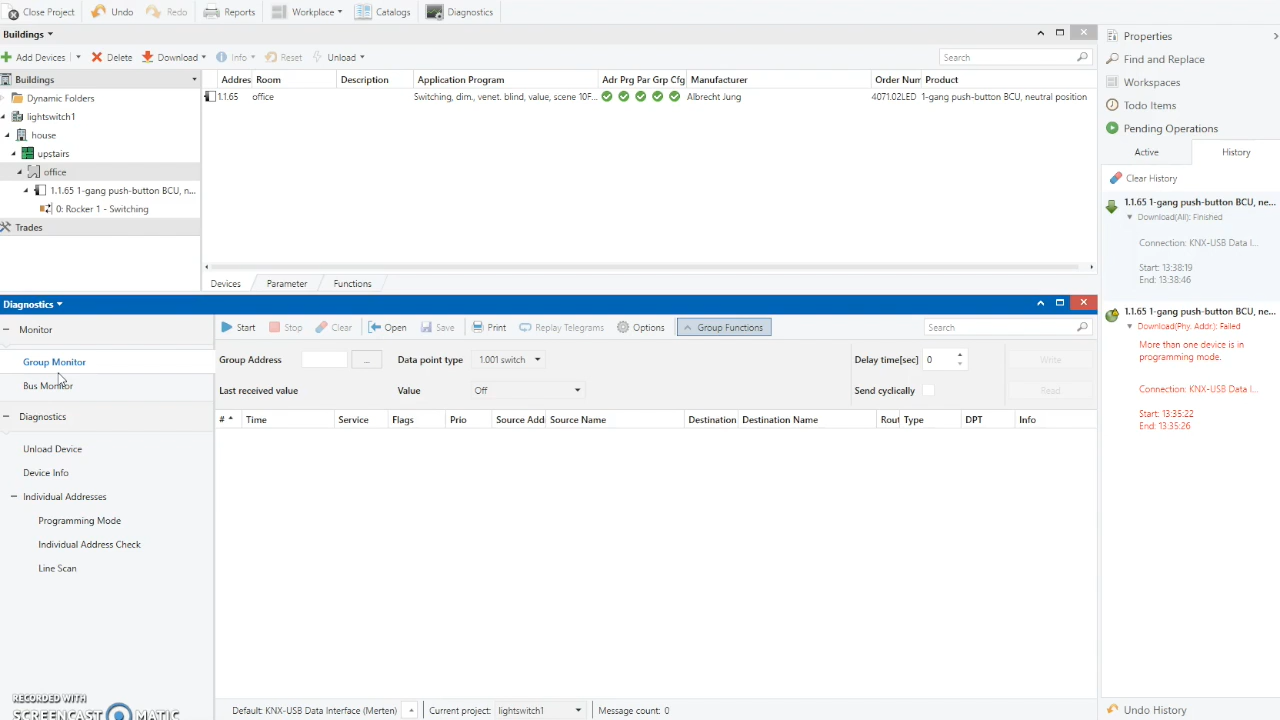 Close Project Undo Redo Reports Workplace Catalogs Diagnostics
Buildings
Add Devices Delete Download Info Reset Unload Search
Buildings
Dynamic Folders
lightswitch1
house
upstairs
office
1.1.65 1-gang push-button BCU, n...
0: Rocker 1 - Switching
Trades
Addres Room Description Application Program Adr Prg Par Grp Cfg Manufacturer Order Num Product
1.1.65 office Switching, dim., venet. blind, value, scene 10F... Albrecht Jung 4071.02LED 1-gang push-button BCU, neutral position
Devices Parameter Functions
Diagnostics
Monitor
Group Monitor
Bus Monitor
Diagnostics
Unload Device
Device Info
Individual Addresses
Programming Mode
Individual Address Check
Line Scan
Start Stop Clear Open Save Print Replay Telegrams Options Group Functions Search
Group Address ... Data point type 1.001 switch Delay time[sec] 0 Write
Last received value Value Off Send cyclically Read
# Time Service Flags Prio Source Add Source Name Destination Destination Name Rout Type DPT Info
Default: KNX-USB Data Interface (Merten) Current project: lightswitch1 Message count: 0
Properties
Find and Replace
Workspaces
Todo Items
Pending Operations
Active History
Clear History
1.1.65 1-gang push-button BCU, ne...
Download(All): Finished
Connection: KNX-USB Data I...
Start: 13:38:19
End: 13:38:46
1.1.65 1-gang push-button BCU, ne...
Download(Phy. Addr.): Failed
More than one device is in
programming mode.
Connection: KNX-USB Data I...
Start: 13:35:22
End: 13:35:26
Undo History
RECORDED WITH
SCREENCAST MATIC